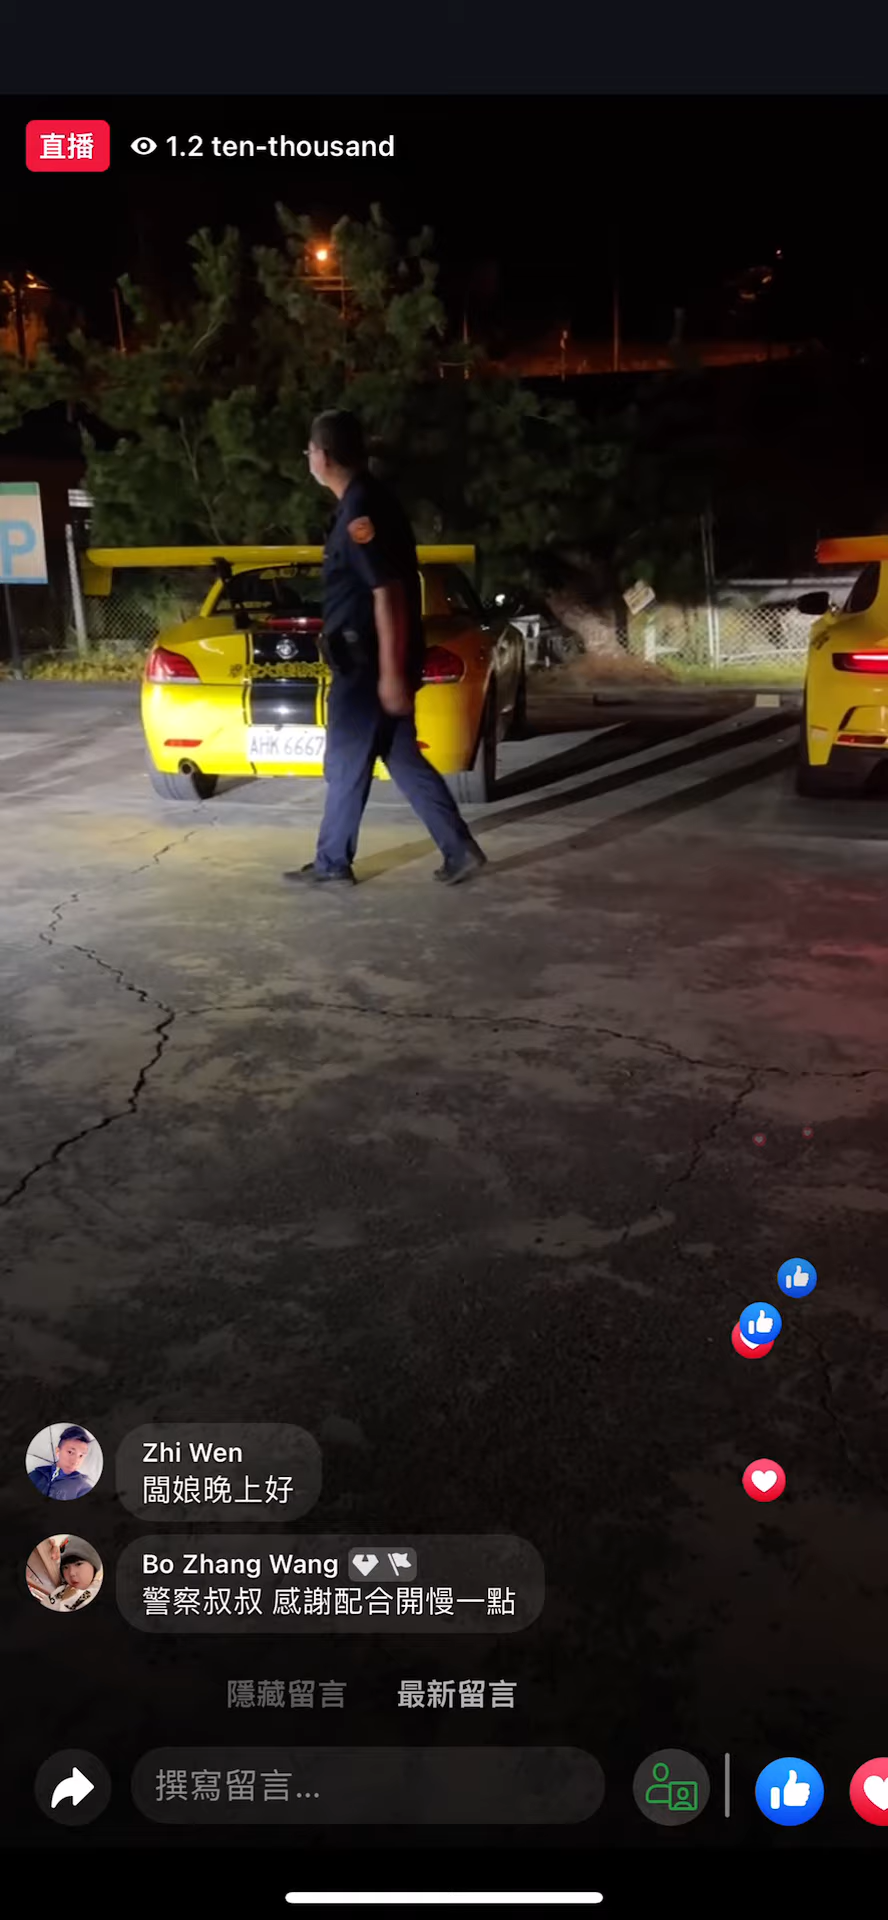 直播
1.2 ten-thousand
P
AHK 6667
Zhi Wen
闆娘晚上好
Bo Zhang Wang
警察叔叔 感謝配合開慢一點
隱藏留言 最新留言
撰寫留言...